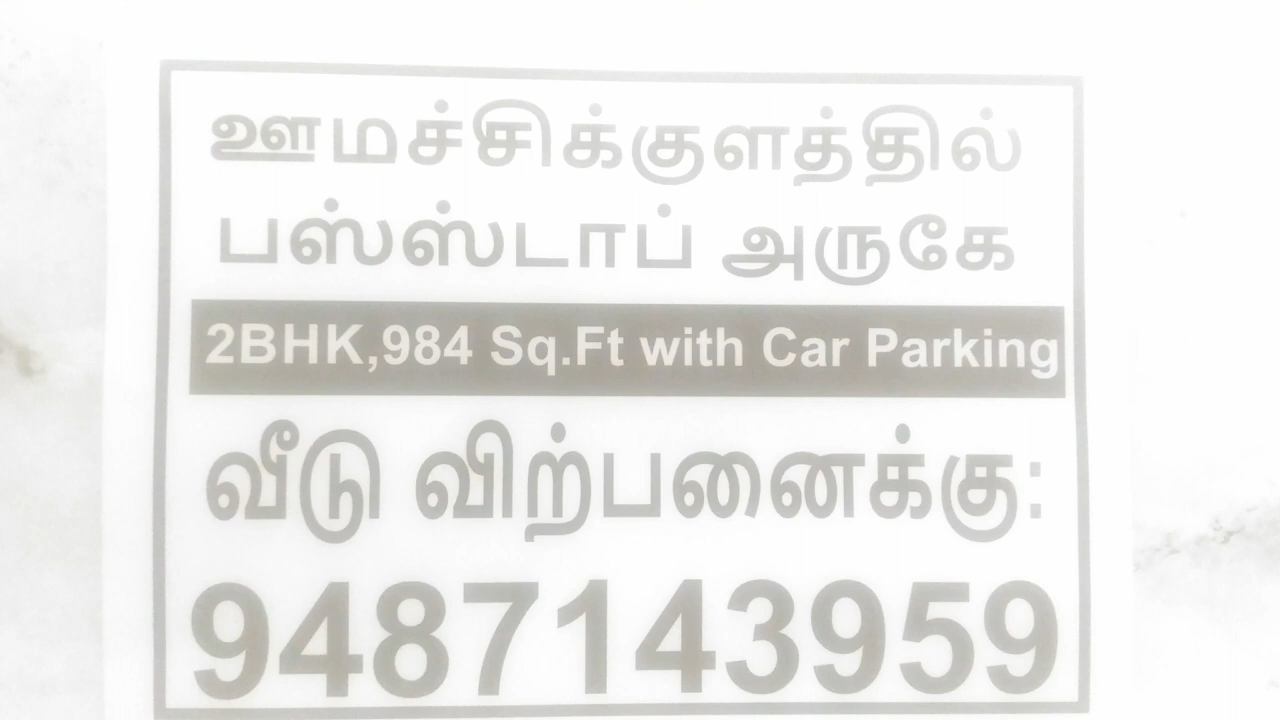 ஊமச்சிக்குளத்தில்
பஸ்ஸ்டாப் அருகே
2BHK,984 Sq.Ft with Car Parking
வீடு விற்பனைக்கு:
9487143959